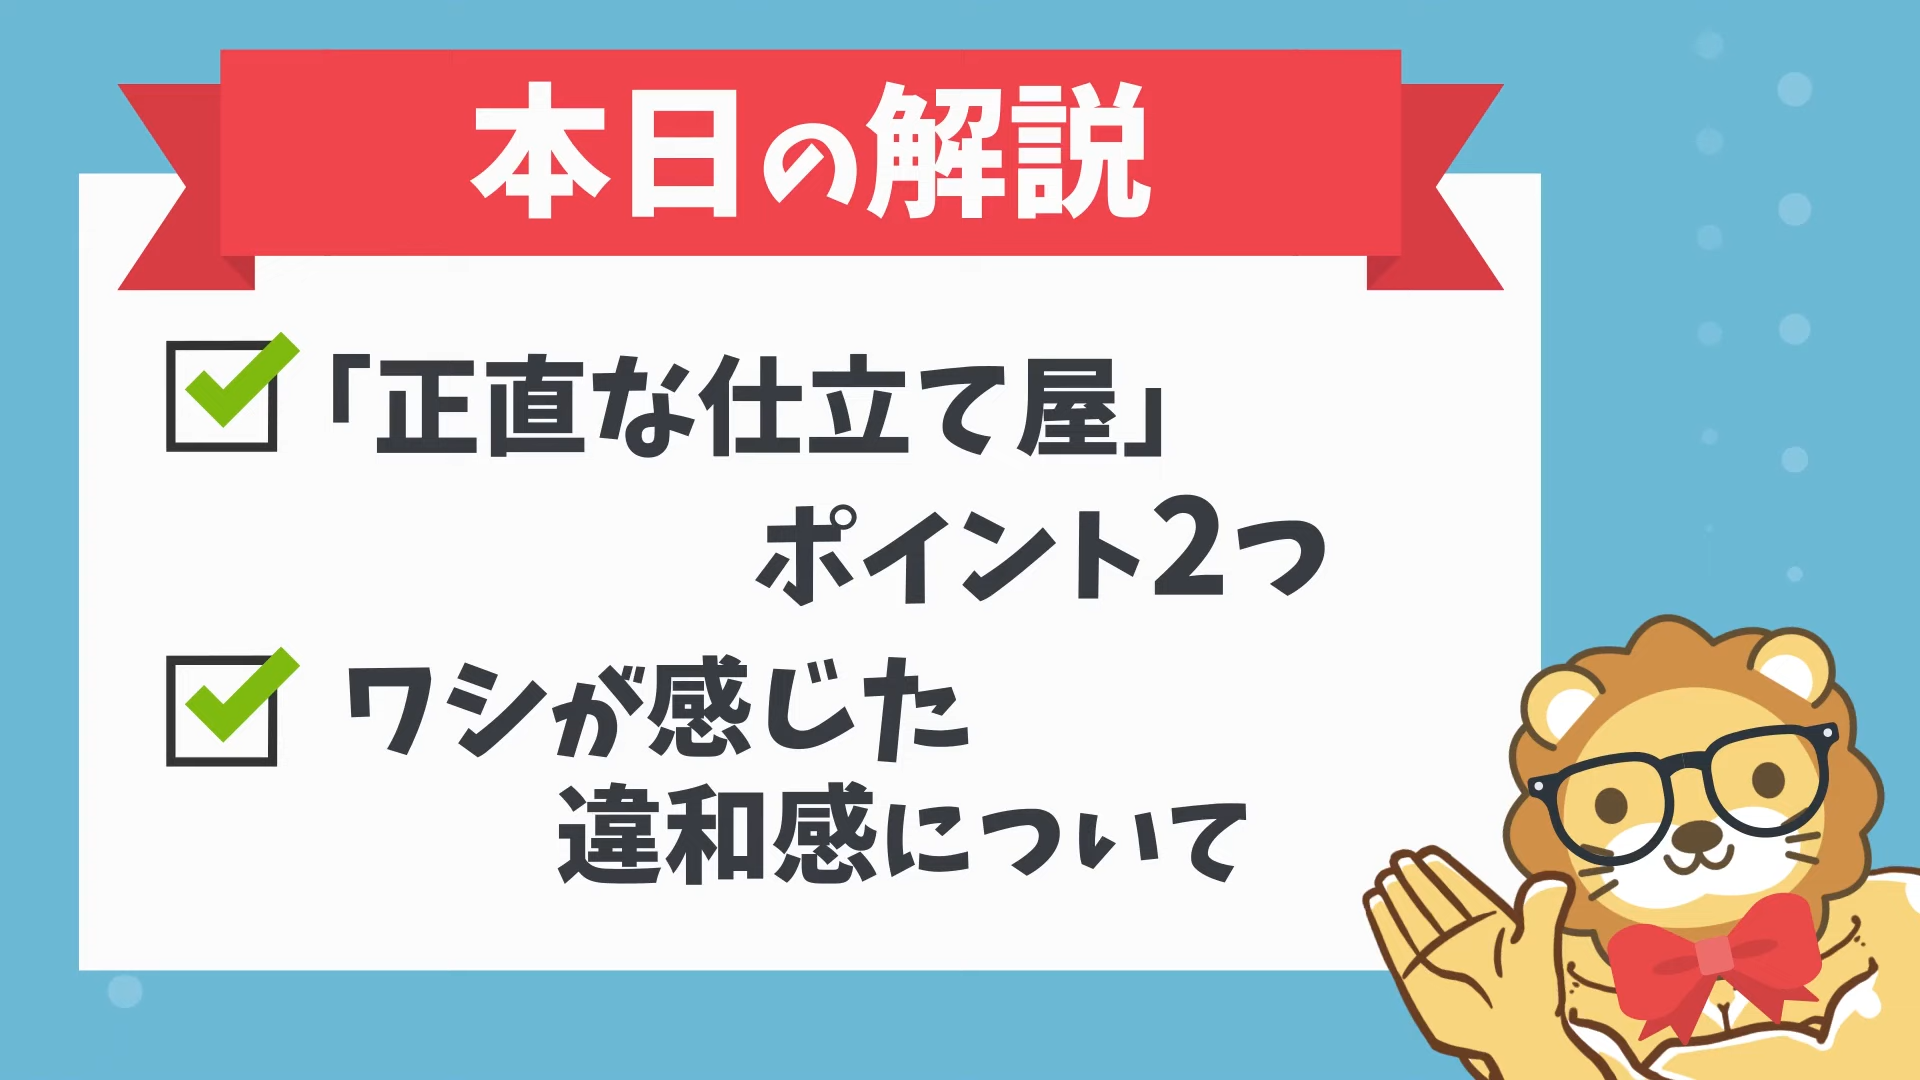 本日の解説
「正直な仕立て屋」
ポイント2つ
ワシが感じた
違和感について